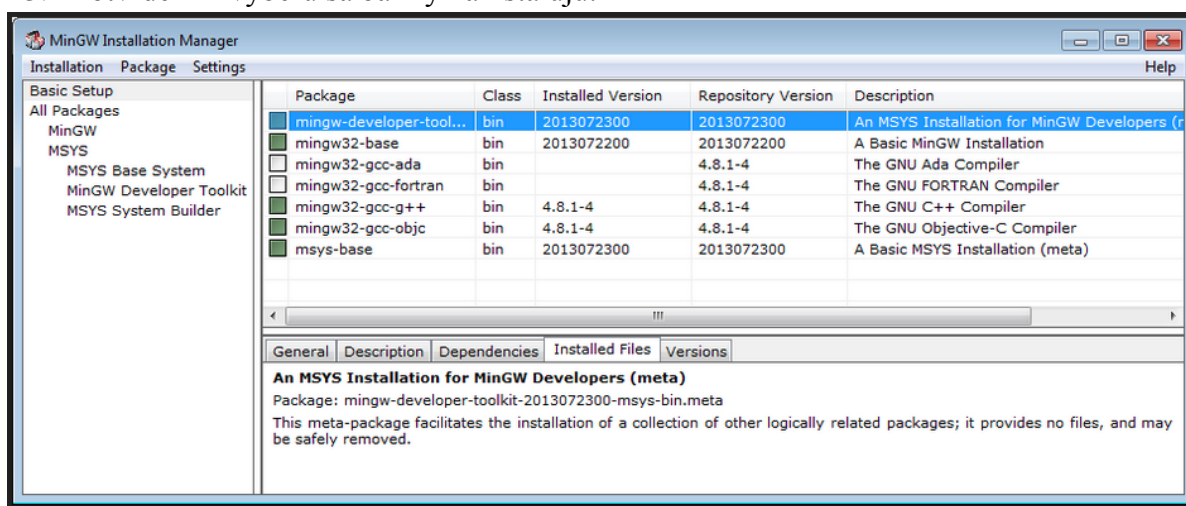 MinGW Installation Manager
Installation Package Settings Help
Basic Setup
All Packages
MinGW
MSYS
MSYS Base System
MinGW Developer Toolkit
MSYS System Builder
Package Class Installed Version Repository Version Description
mingw-developer-tool... bin 2013072300 2013072300 An MSYS Installation for MinGW Developers (
mingw32-base bin 2013072200 2013072200 A Basic MinGW Installation
mingw32-gcc-ada bin 4.8.1-4 The GNU Ada Compiler
mingw32-gcc-fortran bin 4.8.1-4 The GNU FORTRAN Compiler
mingw32-gcc-g++ bin 4.8.1-4 4.8.1-4 The GNU C++ Compiler
mingw32-gcc-objc bin 4.8.1-4 4.8.1-4 The GNU Objective-C Compiler
msys-base bin 2013072300 2013072300 A Basic MSYS Installation (meta)
General Description Dependencies Installed Files Versions
An MSYS Installation for MinGW Developers (meta)
Package: mingw-developer-toolkit-2013072300-msys-bin.meta
This meta-package facilitates the installation of a collection of other logically related packages; it provides no files, and may
be safely removed.